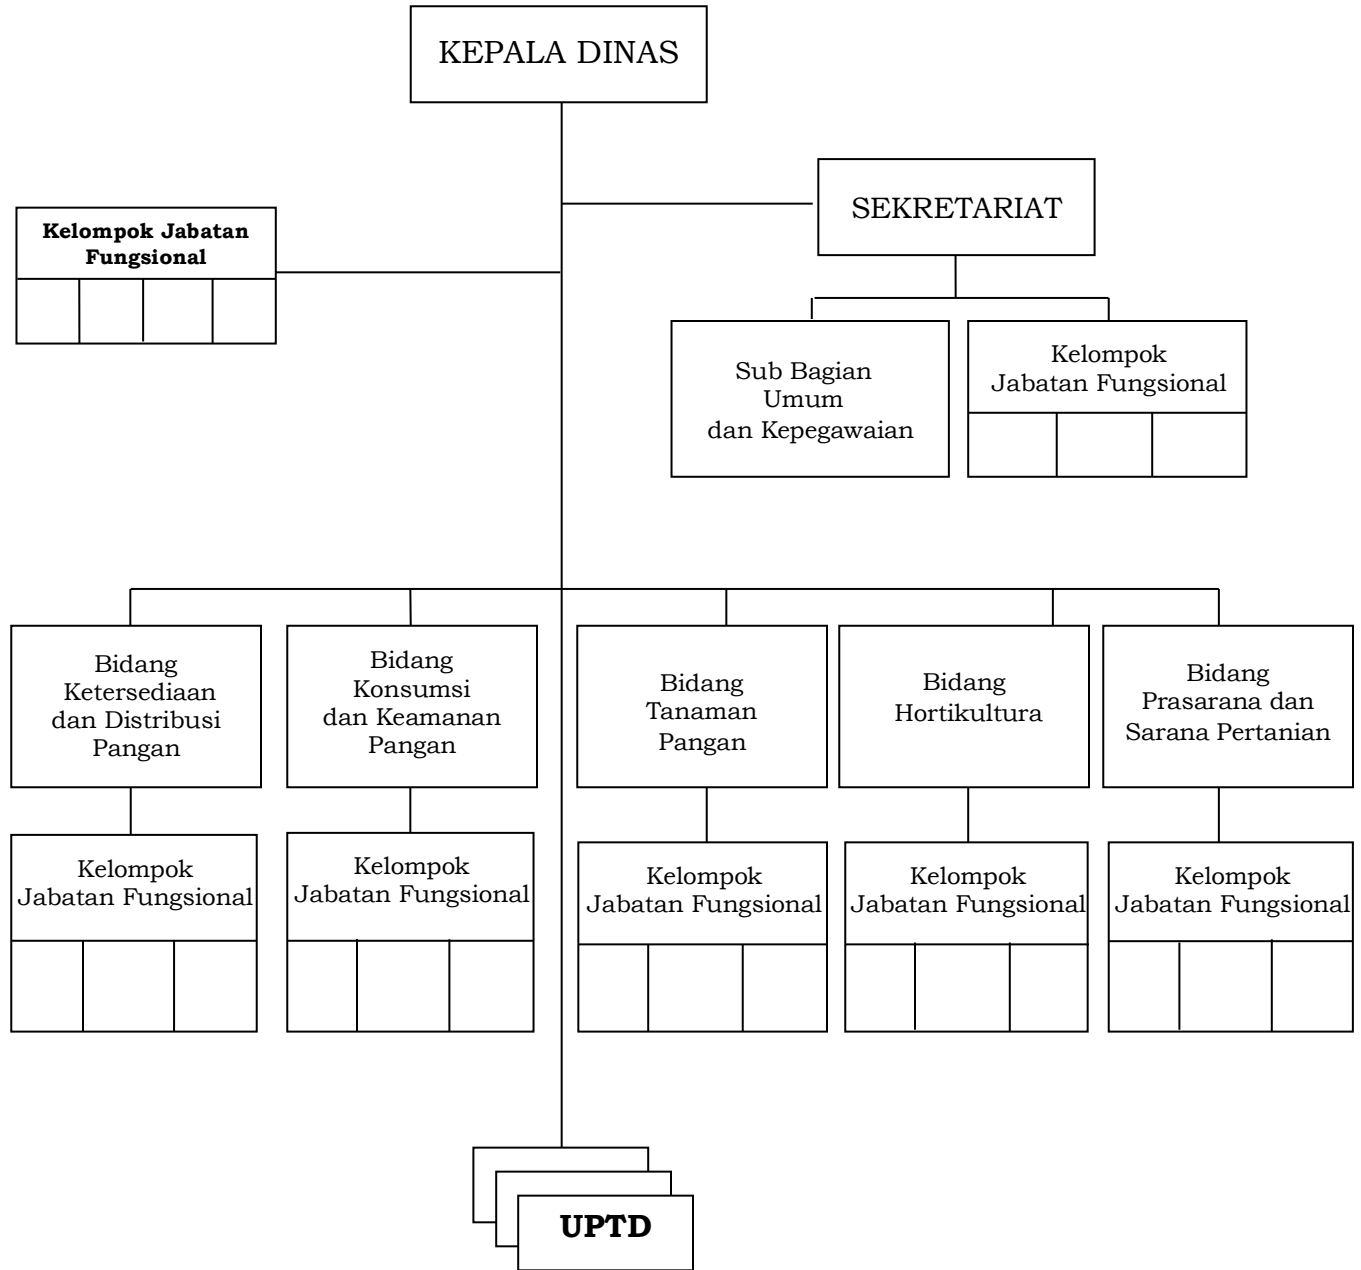 KEPALA DINAS
SEKRETARIAT
Kelompok Jabatan
Fungsional
Sub Bagian
Umum
dan Kepegawaian
Kelompok
Jabatan Fungsional
Bidang
Ketersediaan
dan Distribusi
Pangan
Bidang
Konsumsi
dan Keamanan
Pangan
Bidang
Tanaman
Pangan
Bidang
Hortikultura
Bidang
Prasarana dan
Sarana Pertanian
Kelompok
Jabatan Fungsional
Kelompok
Jabatan Fungsional
Kelompok
Jabatan Fungsional
Kelompok
Jabatan Fungsional
Kelompok
Jabatan Fungsional
UPTD